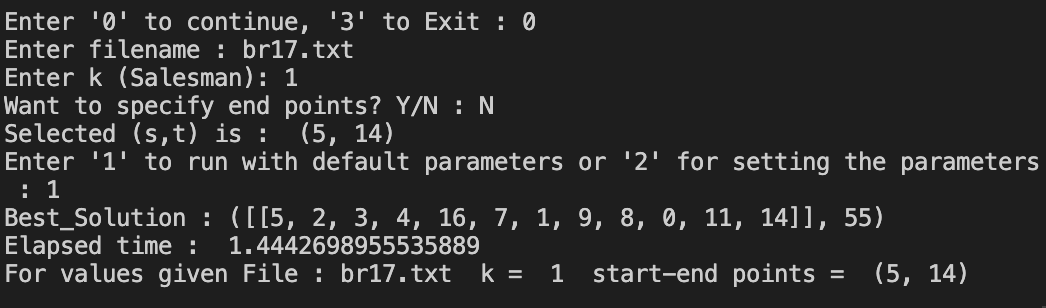 Enter '0' to continue, '3' to Exit : 0
Enter filename : br17.txt
Enter k (Salesman): 1
Want to specify end points? Y/N : N
Selected (s,t) is :  (5, 14)
Enter '1' to run with default parameters or '2' for setting the parameters
 : 1
Best_Solution : ([[5, 2, 3, 4, 16, 7, 1, 9, 8, 0, 11, 14]], 55)
Elapsed time :  1.4442698955535889
For values given File : br17.txt  k =  1  start-end points =  (5, 14)